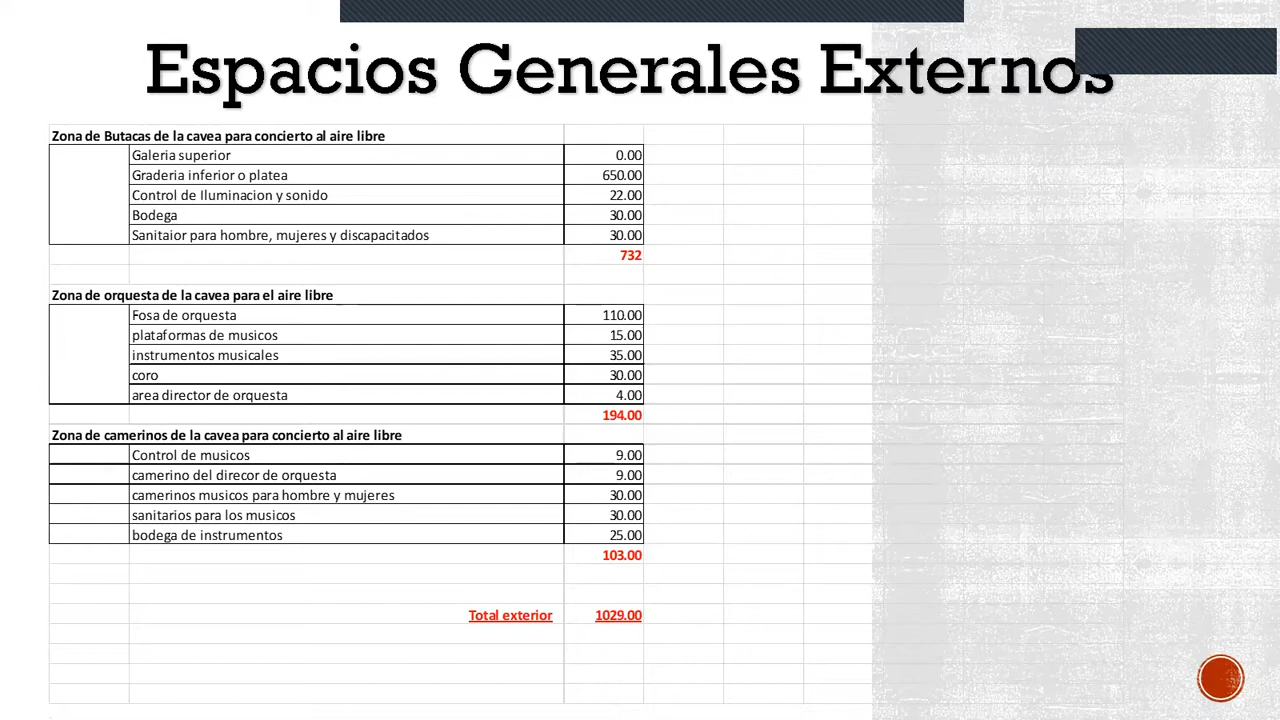 Espacios Generales Externos
Zona de Butacas de la cavea para concierto al aire libre
Galeria superior 0.00
Graderia inferior o platea 650.00
Control de Iluminacion y sonido 22.00
Bodega 30.00
Sanitaior para hombre, mujeres y discapacitados 30.00
732
Zona de orquesta de la cavea para el aire libre
Fosa de orquesta 110.00
plataformas de musicos 15.00
instrumentos musicales 35.00
coro 30.00
area director de orquesta 4.00
194.00
Zona de camerinos de la cavea para concierto al aire libre
Control de musicos 9.00
camerino del direcor de orquesta 9.00
camerinos musicos para hombre y mujeres 30.00
sanitarios para los musicos 30.00
bodega de instrumentos 25.00
103.00
Total exterior 1029.00